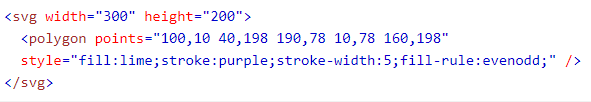 <svg width="300" height="200">
<polygon points="100,10 40,198 190,78 10,78 160,198"
style="fill:lime;stroke:purple;stroke-width:5;fill-rule:evenodd;" />
</svg>